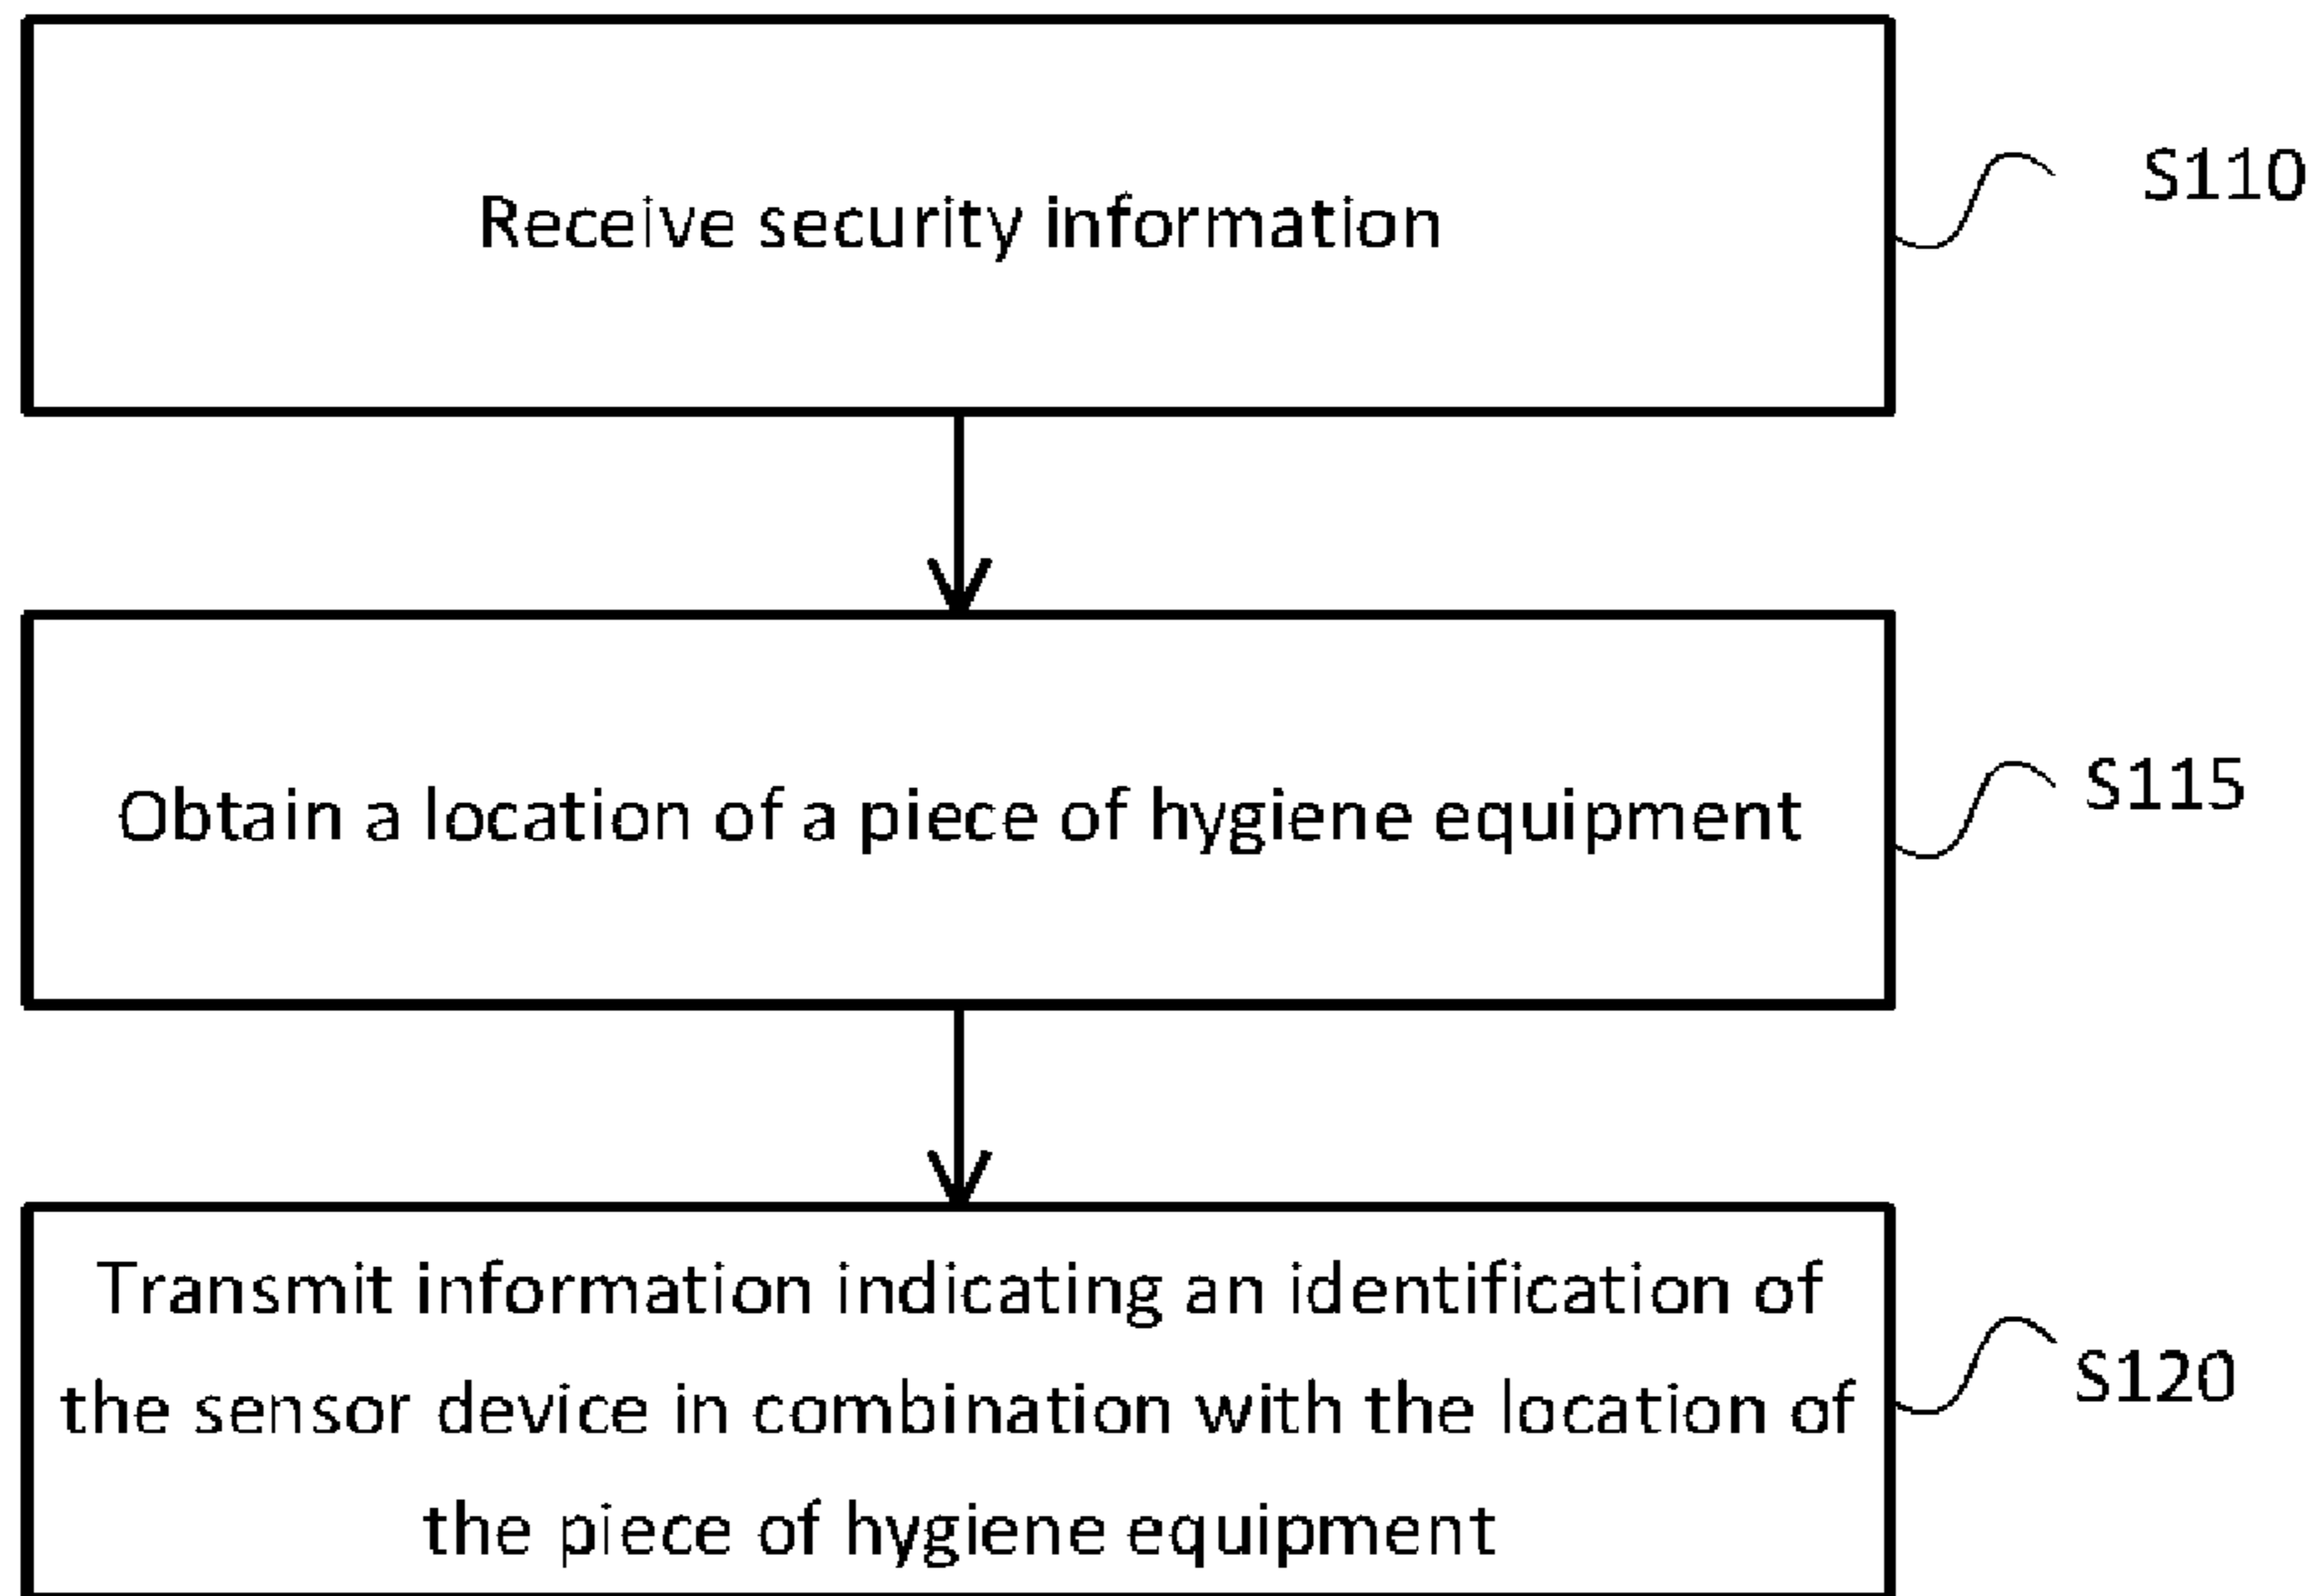 Receive security information
S110
Obtain a location of a piece of hygiene equipment
S115
Transmit information indicating an identification of
the sensor device in combination with the location of
the piece of hygiene equipment
S120